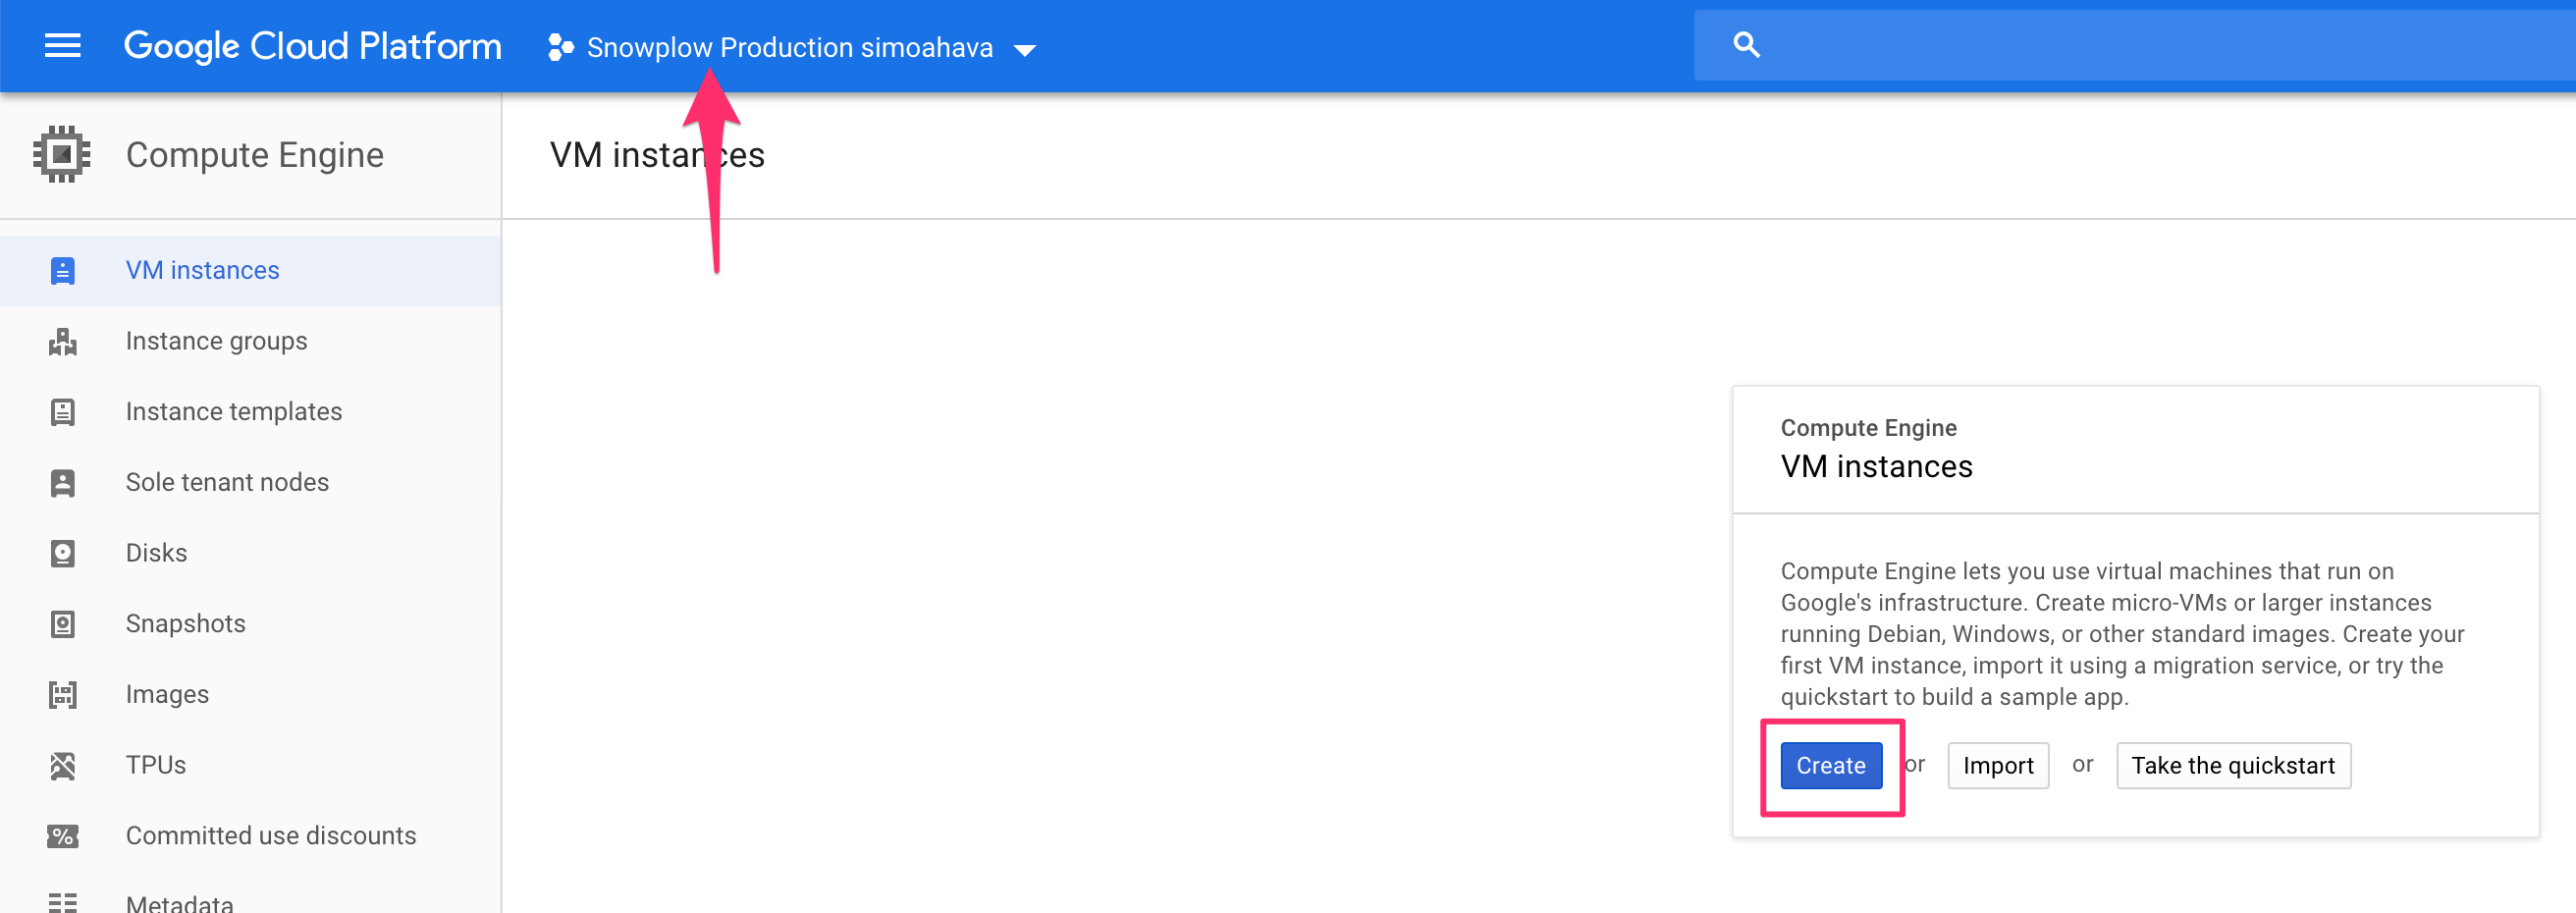 Google Cloud Platform
Snowplow Production simoahava
Compute Engine
VM instances
VM instances
Instance groups
Instance templates
Sole tenant nodes
Disks
Snapshots
Images
TPUs
Committed use discounts
Metadata
Compute Engine
VM instances
Compute Engine lets you use virtual machines that run on
Google's infrastructure. Create micro-VMs or larger instances
running Debian, Windows, or other standard images. Create your
first VM instance, import it using a migration service, or try the
quickstart to build a sample app.
Create or Import or Take the quickstart